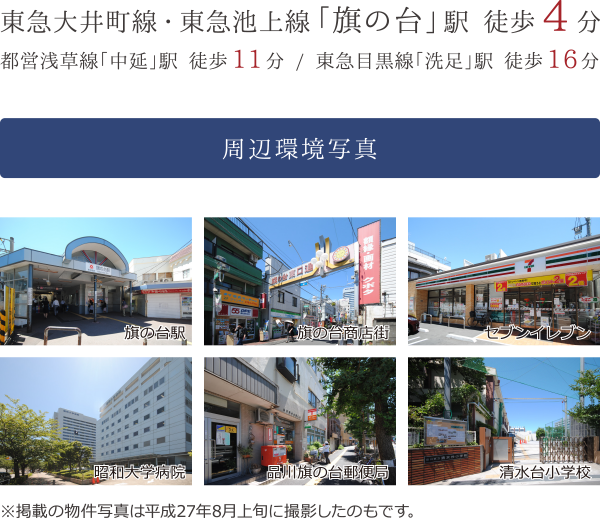 東急大井町線・東急池上線「旗の台」駅 徒歩4分
都営浅草線「中延」駅 徒歩11分 / 東急目黒線「洗足」駅 徒歩16分
周辺環境写真
旗の台駅
旗の台商店街
セブンイレブン
昭和大学病院
品川旗の台郵便局
清水台小学校
※掲載の物件写真は平成27年8月上旬に撮影したのもです。